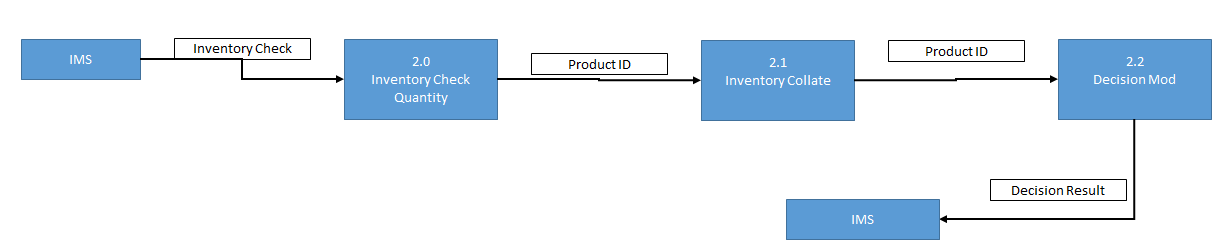 IMS
Inventory Check
2.0
Inventory Check
Quantity
Product ID
2.1
Inventory Collate
Product ID
2.2
Decision Mod
Decision Result
IMS